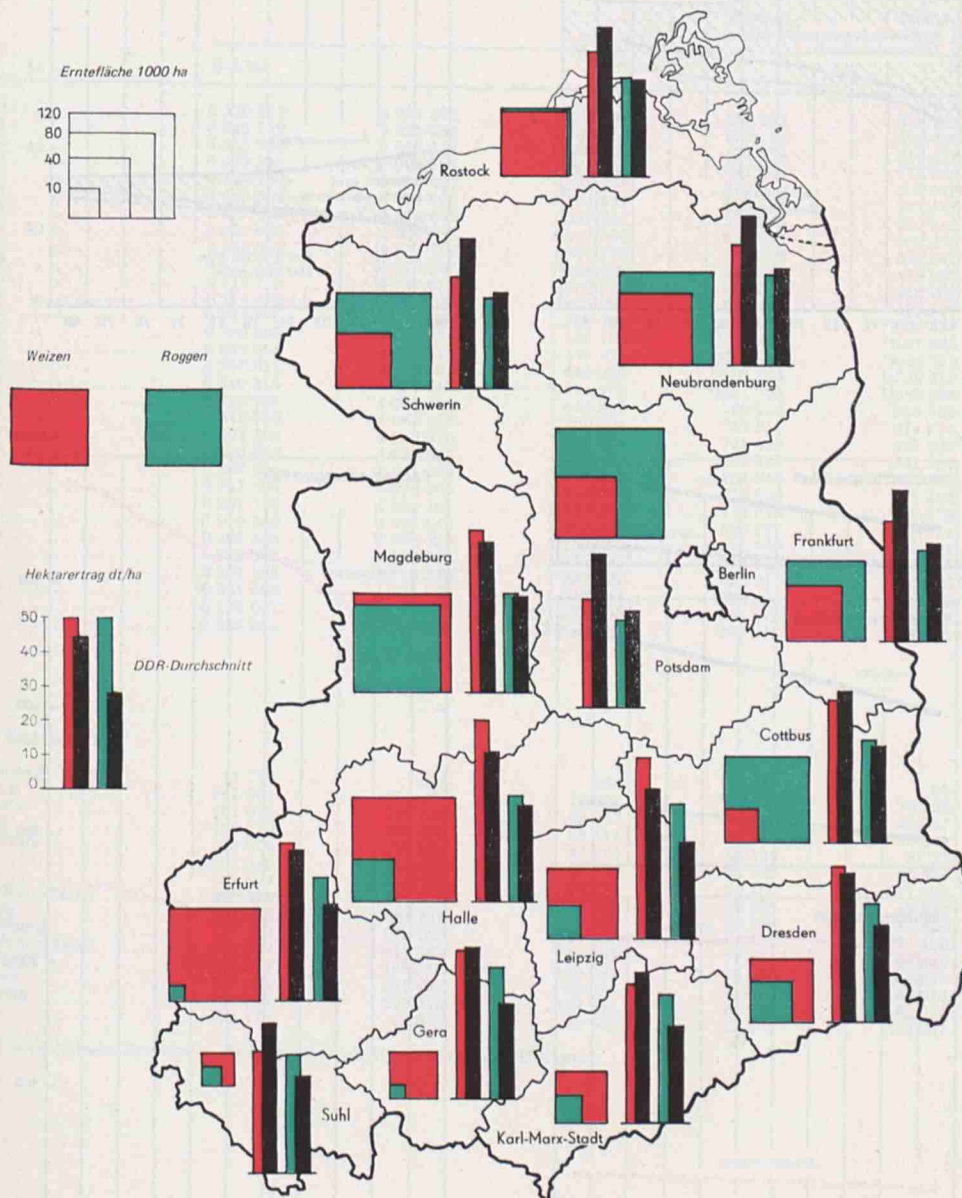 Erntefläche 1000 ha
120
80
40
10
Rostock
Weizen
Roggen
Schwerin
Neubrandenburg
Magdeburg
Frankfurt
Berlin
Hektarertrag dt/ha
50
40
30
20
10
0
DDR-Durchschnitt
Potsdam
Cottbus
Erfurt
Halle
Leipzig
Dresden
Gera
Suhl
Karl-Marx-Stadt